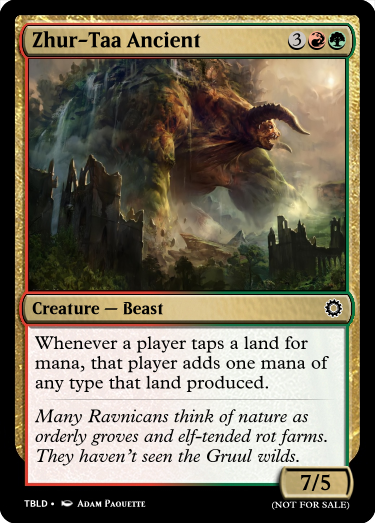 Zhur-Taa Ancient 3
Creature — Beast
Whenever a player taps a land for
mana, that player adds one mana of
any type that land produced.
Many Ravnicans think of nature as
orderly groves and elf-tended rot farms.
They haven't seen the Gruul wilds.
7/5
TBLD • Adam Paquette (NOT FOR SALE)